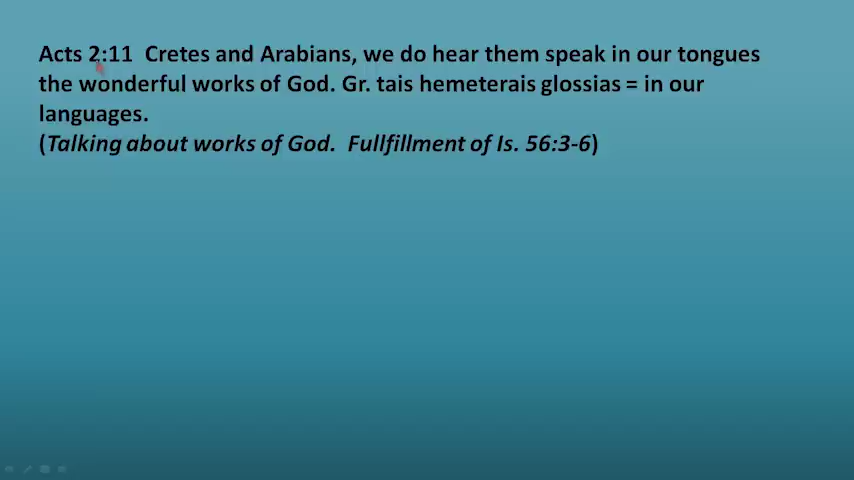 Acts 2:11  Cretes and Arabians, we do hear them speak in our tongues
the wonderful works of God. Gr. tais hemeterais glossias = in our
languages.
(Talking about works of God.  Fullfillment of Is. 56:3-6)